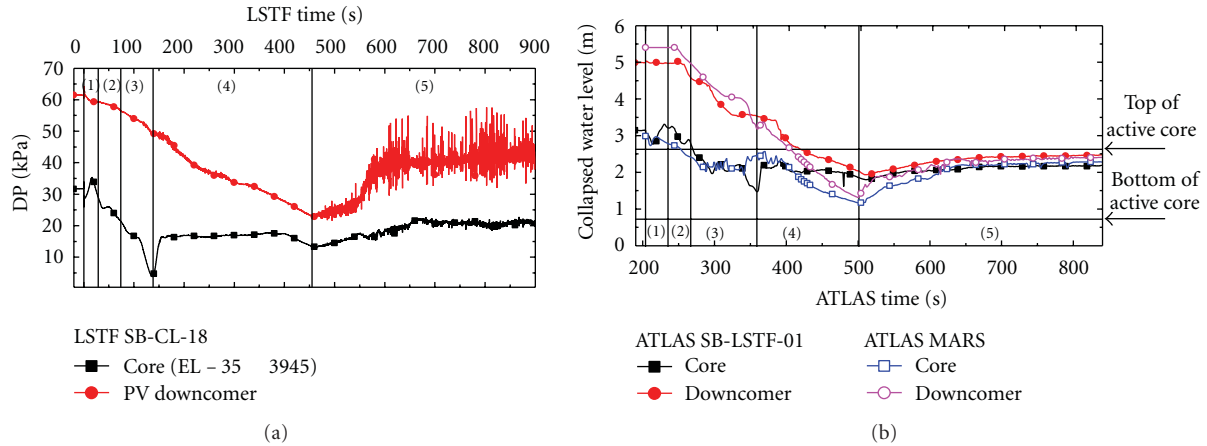 (a)
LSTF time (s)
0 100 200 300 400 500 600 700 800 900
DP (kPa)
70
60
50
40
30
20
10
(1) (2) (3) (4) (5)
LSTF SB-CL-18
Core (EL – 35 3945)
PV downcomer
(a)
(b)
Collapsed water level (m)
6
5
4
3
2
1
0
(1) (2) (3) (4) (5)
200 300 400 500 600 700 800
ATLAS time (s)
Top of
active core
Bottom of
active core
ATLAS SB-LSTF-01
Core
Downcomer
ATLAS MARS
Core
Downcomer
(b)